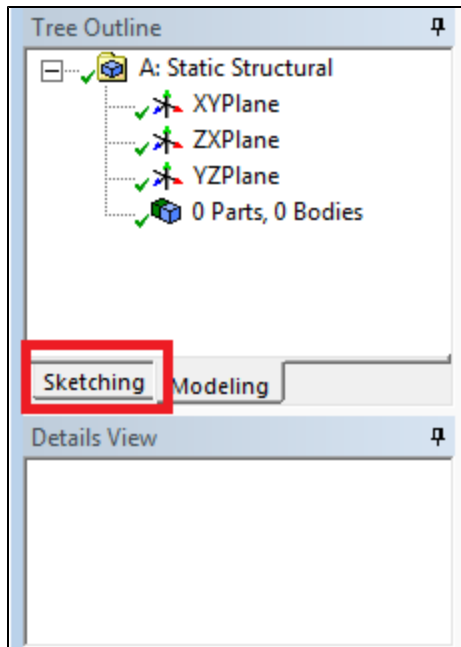 Tree Outline
A: Static Structural
XYPlane
ZXPlane
YZPlane
0 Parts, 0 Bodies
Sketching Modeling
Details View